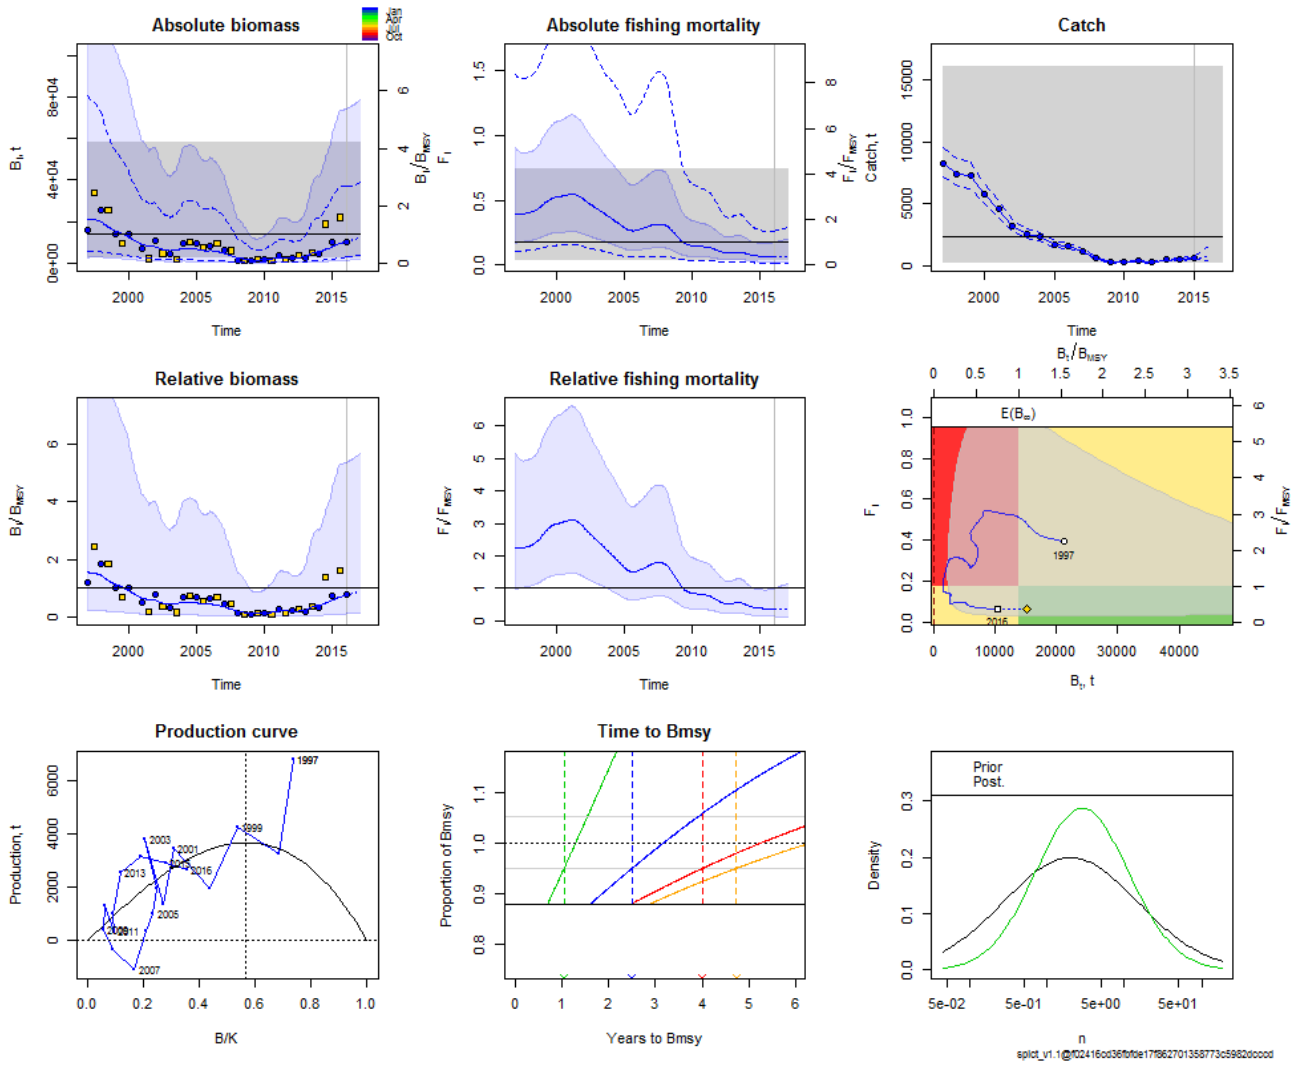 Absolute biomass
Jan
Apr
Jul
Oct
Absolute fishing mortality
Catch
8e+04
4e+04
0e+00
Bt, t
6
4
2
0
Bt/BMSY
2000 2005 2010 2015
Time
1.5
1.0
0.5
0.0
Ft
8
6
4
2
0
Ft/FMSY
2000 2005 2010 2015
Time
15000
10000
5000
0
Catch, t
2000 2005 2010 2015
Time
Relative biomass
6
4
2
0
Bt/BMSY
2000 2005 2010 2015
Time
Relative fishing mortality
6
5
4
3
2
1
0
Ft/FMSY
2000 2005 2010 2015
Time
Bt/BMSY
0 0.5 1 1.5 2 2.5 3 3.5
E(B∞)
1.0
0.8
0.6
0.4
0.2
0.0
Ft
6
5
4
3
2
1
0
Ft/FMSY
1997
2016
0 10000 20000 30000 40000
Bt, t
Production curve
6000
4000
2000
0
Production, t
1997
1999
2003
2001
2016
2013
2005
2011
2007
0.0 0.2 0.4 0.6 0.8 1.0
B/K
Time to Bmsy
1.1
1.0
0.9
0.8
Proportion of Bmsy
0 1 2 3 4 5 6
Years to Bmsy
Prior
Post.
0.3
0.2
0.1
0.0
Density
5e-02 5e-01 5e+00 5e+01
n